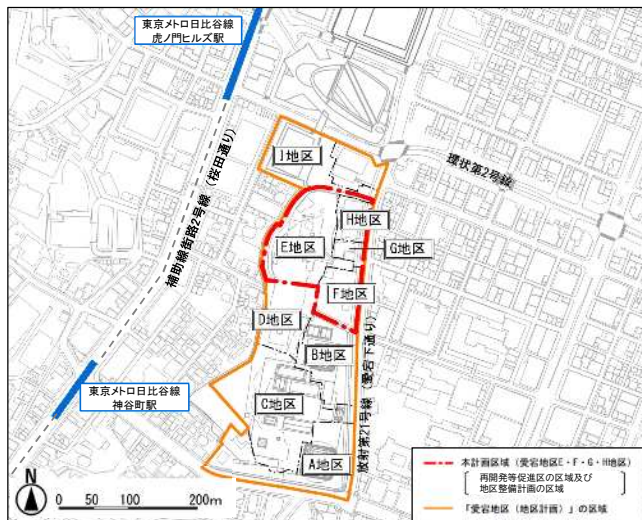 東京メトロ日比谷線
虎ノ門ヒルズ駅
補助線街路2号線（桜田通り）
環状第2号線
I地区
H地区
E地区
G地区
F地区
D地区
B地区
放射第21号線（愛宕下通り）
東京メトロ日比谷線
神谷町駅
C地区
A地区
N
0 50 100 200m
本計画区域（愛宕地区E・F・G・H地区）
再開発等促進区の区域及び
地区整備計画の区域
「愛宕地区（地区計画）」の区域